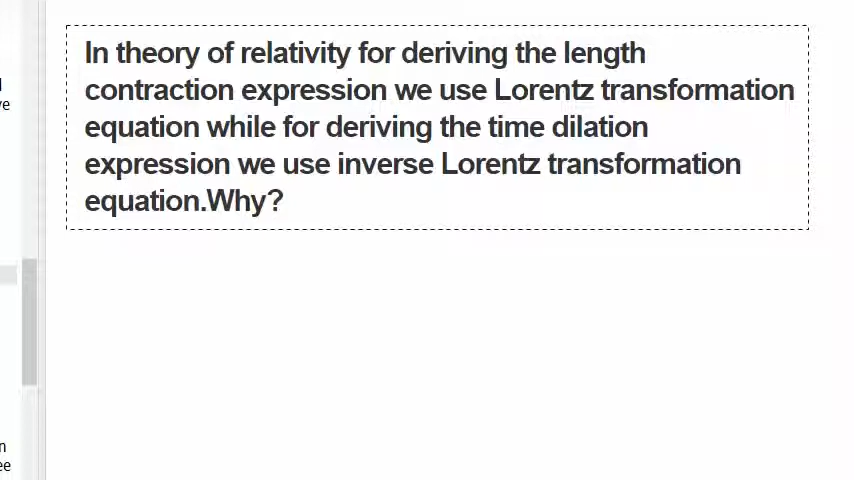 In theory of relativity for deriving the length
contraction expression we use Lorentz transformation
equation while for deriving the time dilation
expression we use inverse Lorentz transformation
equation.Why?